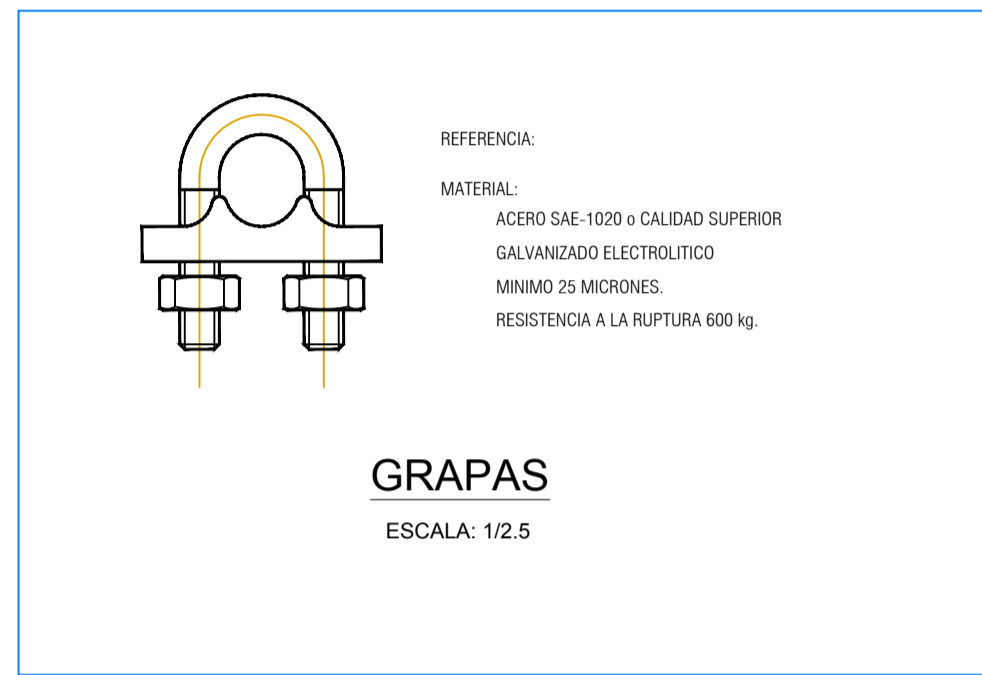 REFERENCIA:
MATERIAL:
ACERO SAE-1020 o CALIDAD SUPERIOR
GALVANIZADO ELECTROLITICO
MINIMO 25 MICRONES.
RESISTENCIA A LA RUPTURA 600 kg.
GRAPAS
ESCALA: 1/2.5